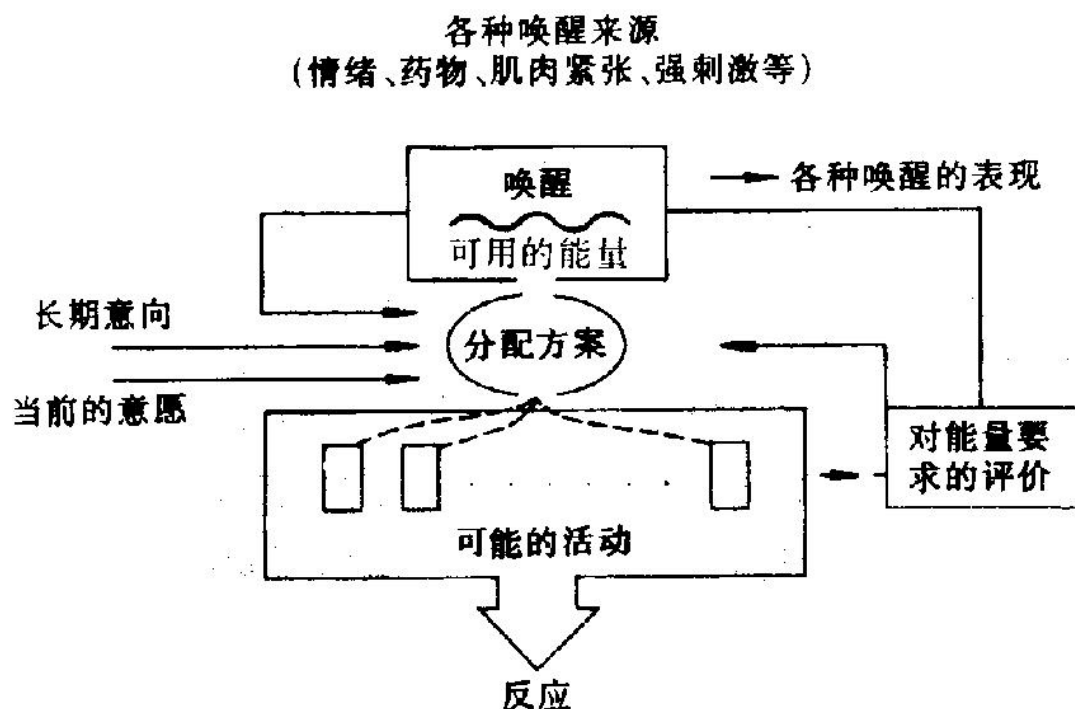 各种唤醒来源
(情绪、药物、肌肉紧张、强刺激等)
唤醒
各种唤醒的表现
可用的能量
长期意向
分配方案
当前的意愿
对能量要
求的评价
可能的活动
反应